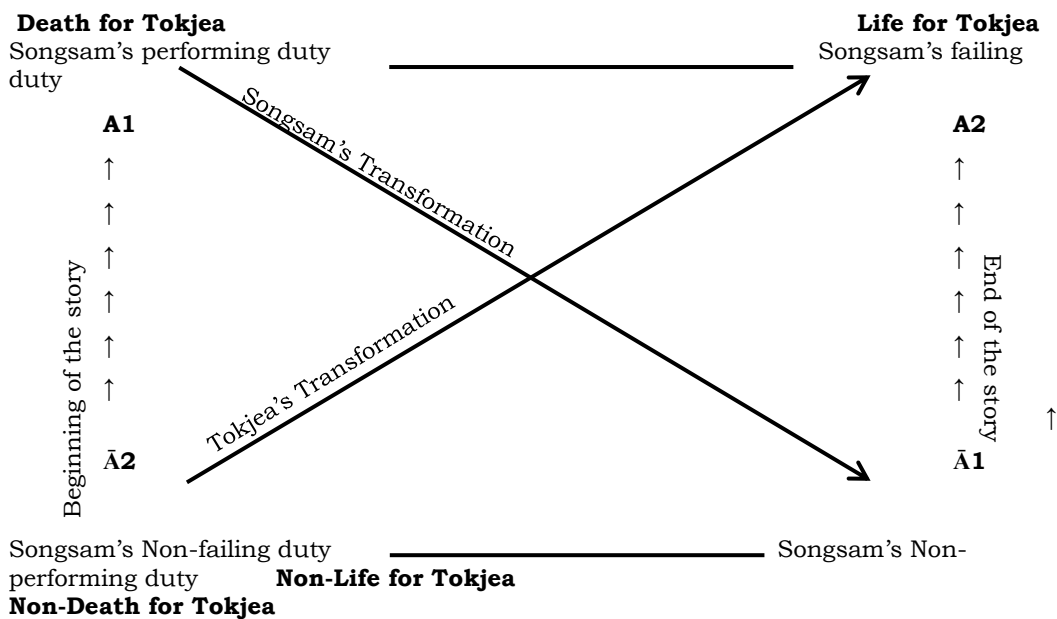 Death for Tokjea Life for Tokjea
Songsam’s performing duty Songsam’s failing
duty
Songsam’s Transformation
A1 A2
↑ ↑
↑ ↑
↑ ↑
↑ ↑
↑ ↑
↑ ↑
↑
Beginning of the story
End of the story
Tokjea’s Transformation
Ā2 Ā1
Songsam’s Non-failing duty Songsam’s Non-
performing duty Non-Life for Tokjea
Non-Death for Tokjea